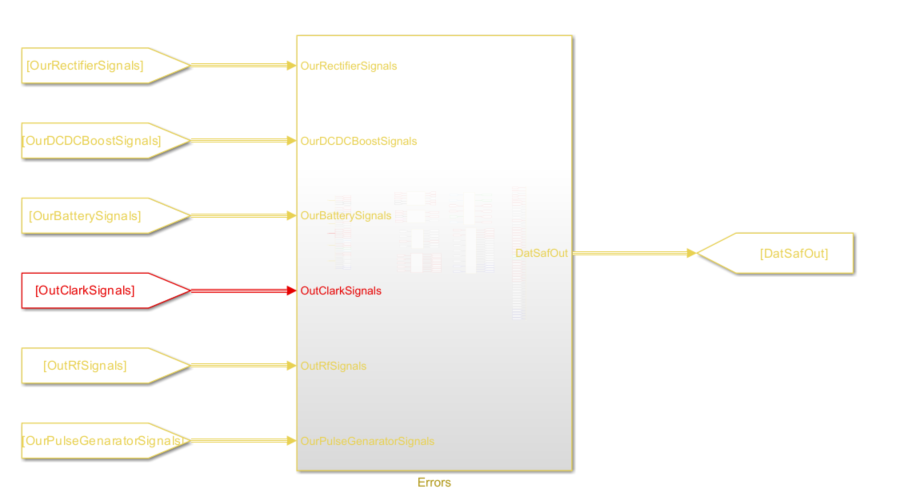 [OurRectifierSignals]
OurRectifierSignals
[OurDCDCBoostSignals]
OurDCDCBoostSignals
[OurBatterySignals]
OurBatterySignals
DatSafOut
[DatSafOut]
[OutClarkSignals]
OutClarkSignals
[OutRfSignals]
OutRfSignals
[OurPulseGenaratorSignals]
OurPulseGenaratorSignals
Errors